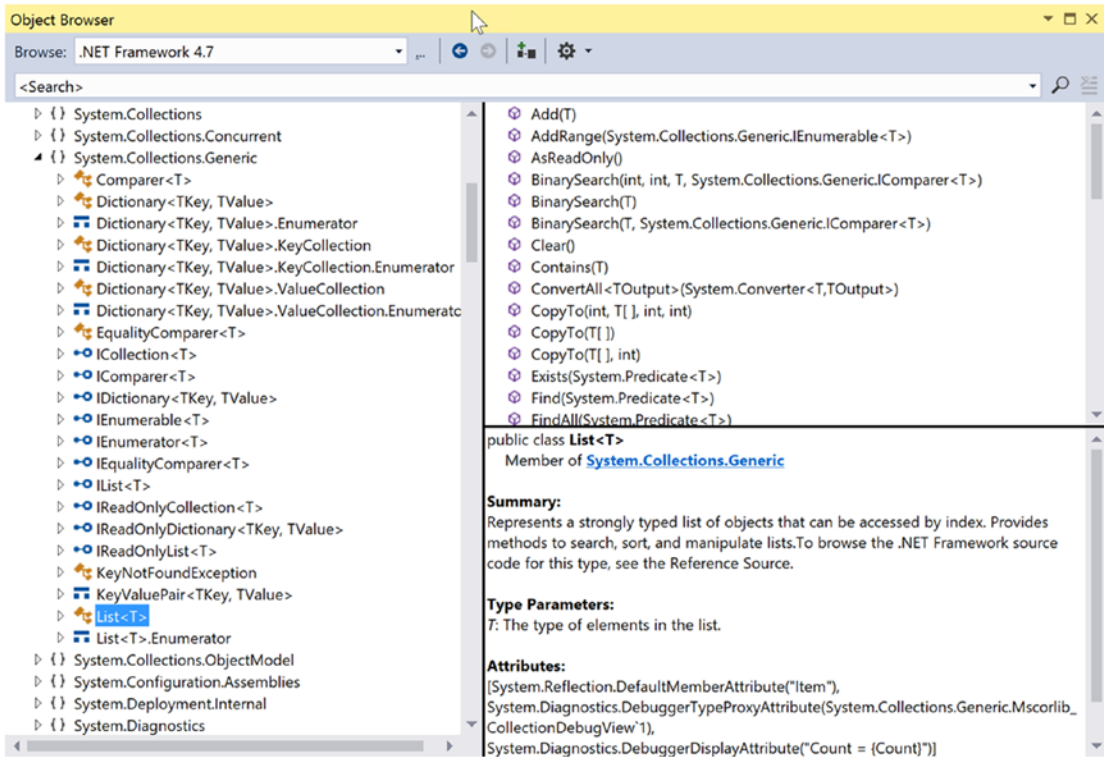 Object Browser
Browse: .NET Framework 4.7
<Search>
{} System.Collections
{} System.Collections.Concurrent
{} System.Collections.Generic
Comparer<T>
Dictionary<TKey, TValue>
Dictionary<TKey, TValue>.Enumerator
Dictionary<TKey, TValue>.KeyCollection
Dictionary<TKey, TValue>.KeyCollection.Enumerator
Dictionary<TKey, TValue>.ValueCollection
Dictionary<TKey, TValue>.ValueCollection.Enumeratc
EqualityComparer<T>
ICollection<T>
IComparer<T>
IDictionary<TKey, TValue>
IEnumerable<T>
IEnumerator<T>
IEqualityComparer<T>
IList<T>
IReadOnlyCollection<T>
IReadOnlyDictionary<TKey, TValue>
IReadOnlyList<T>
KeyNotFoundException
KeyValuePair<TKey, TValue>
List<T>
List<T>.Enumerator
{} System.Collections.ObjectModel
{} System.Configuration.Assemblies
{} System.Deployment.Internal
{} System.Diagnostics
Add(T)
AddRange(System.Collections.Generic.IEnumerable<T>)
AsReadOnly()
BinarySearch(int, int, T, System.Collections.Generic.IComparer<T>)
BinarySearch(T)
BinarySearch(T, System.Collections.Generic.IComparer<T>)
Clear()
Contains(T)
ConvertAll<TOutput>(System.Converter<T,TOutput>)
CopyTo(int, T[ ], int, int)
CopyTo(T[ ])
CopyTo(T[ ], int)
Exists(System.Predicate<T>)
Find(System.Predicate<T>)
FindAll(System.Predicate<T>)
public class List<T>
Member of System.Collections.Generic
Summary:
Represents a strongly typed list of objects that can be accessed by index. Provides
methods to search, sort, and manipulate lists.To browse the .NET Framework source
code for this type, see the Reference Source.
Type Parameters:
T: The type of elements in the list.
Attributes:
[System.Reflection.DefaultMemberAttribute("Item"),
System.Diagnostics.DebuggerTypeProxyAttribute(System.Collections.Generic.Mscorlib_
CollectionDebugView`1),
System.Diagnostics.DebuggerDisplayAttribute("Count = {Count}")]